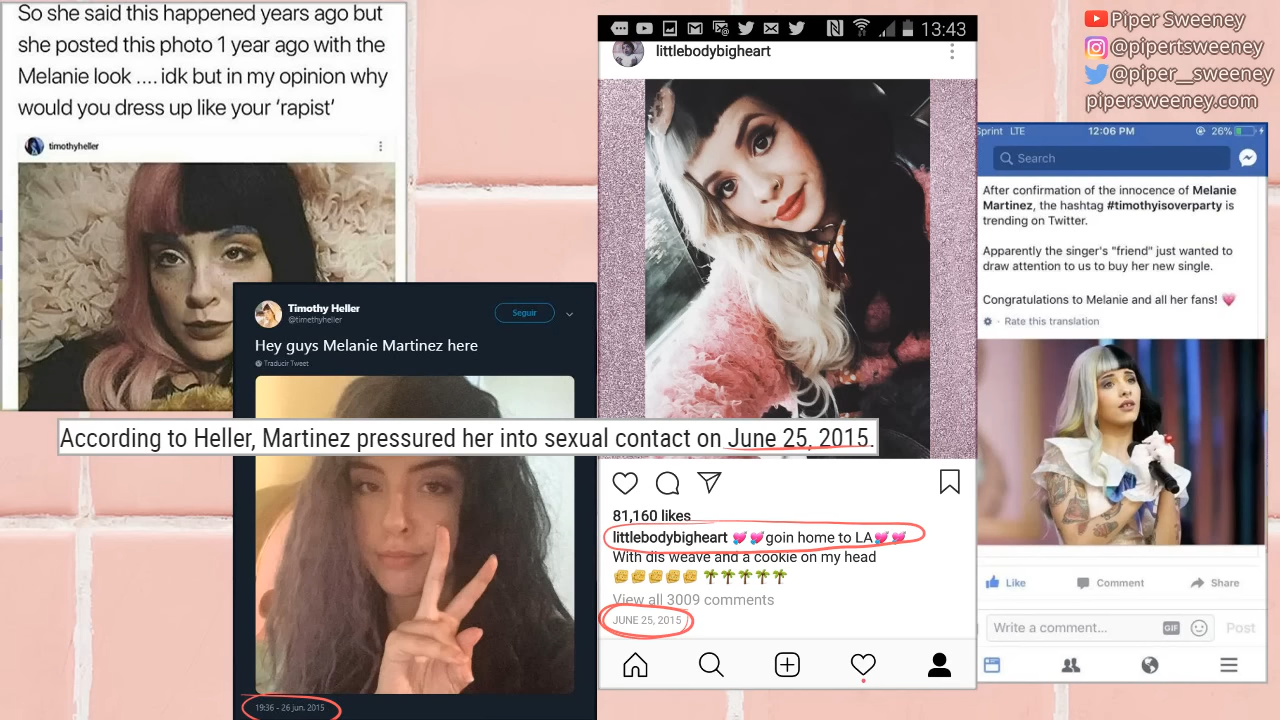 So she said this happened years ago but
she posted this photo 1 year ago with the
Melanie look .... idk but in my opinion why
would you dress up like your 'rapist'
timothyheller
Timothy Heller
@timethyheller
Seguir
Hey guys Melanie Martinez here
Traducir Tweet
According to Heller, Martinez pressured her into sexual contact on June 25, 2015.
19:36 - 26 jun. 2015
13:43
littlebodybigheart
81,160 likes
littlebodybigheart 💘💘goin home to LA💘💘
With dis weave and a cookie on my head
🌴🌴🌴🌴🌴
View all 3009 comments
JUNE 25, 2015
Piper Sweeney
@pipertsweeney
@piper__sweeney
pipersweeney.com
Sprint LTE 12:06 PM 26%
Search
After confirmation of the innocence of Melanie
Martinez, the hashtag #timothyisoverparty is
trending on Twitter.
Apparently the singer's "friend" just wanted to
draw attention to us to buy her new single.
Congratulations to Melanie and all her fans! 💗
· Rate this translation
Like Comment Share
Write a comment... GIF Post